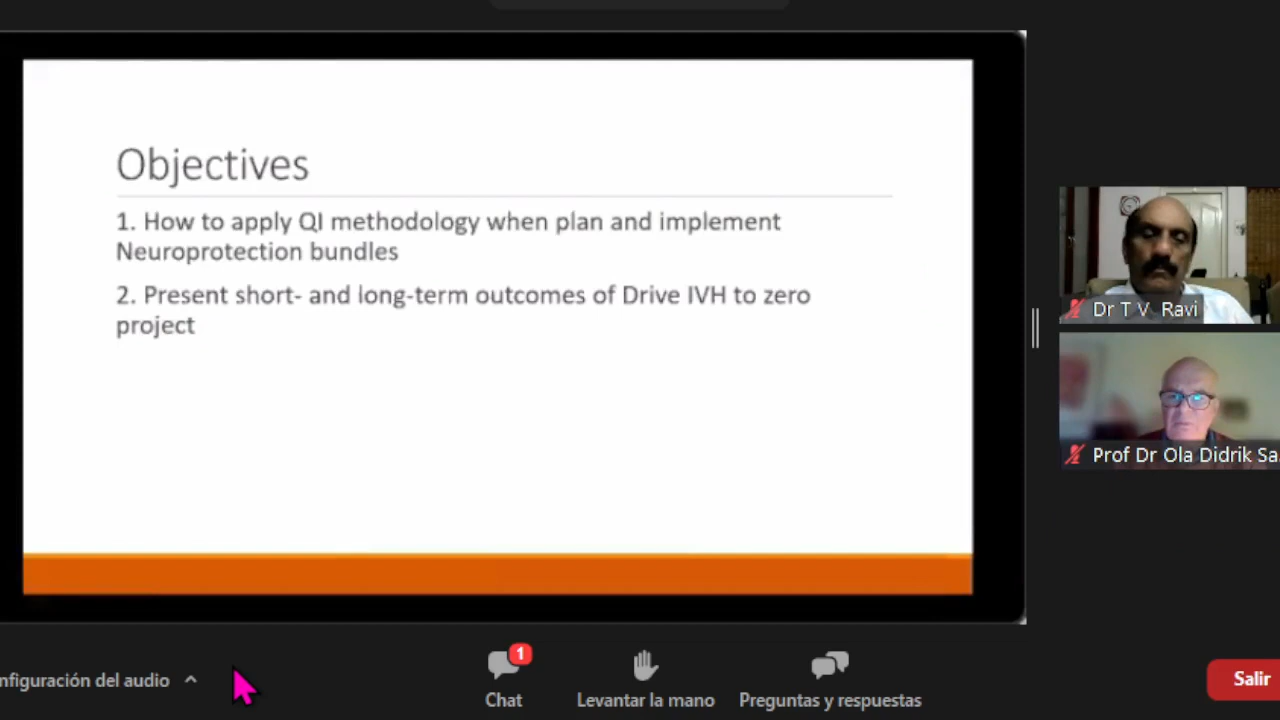 Objectives
1. How to apply QI methodology when plan and implement
Neuroprotection bundles
2. Present short- and long-term outcomes of Drive IVH to zero
project
Dr T V Ravi
Prof Dr Ola Didrik Sa
nfiguración del audio
1
Chat
Levantar la mano
Preguntas y respuestas
Salir